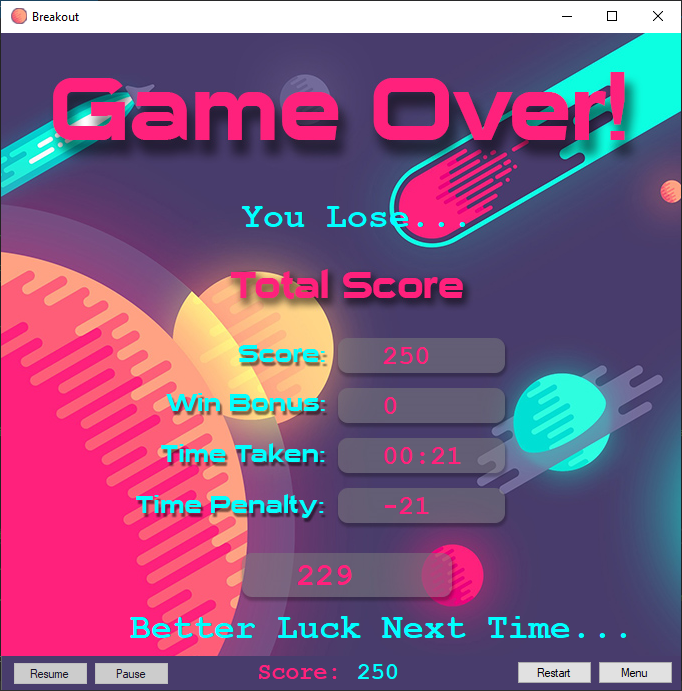 Breakout
Game Over!
You Lose...
Total Score
Score: 250
Win Bonus: 0
Time Taken: 00:21
Time Penalty: -21
229
Better Luck Next Time...
Resume Pause Score: 250 Restart Menu